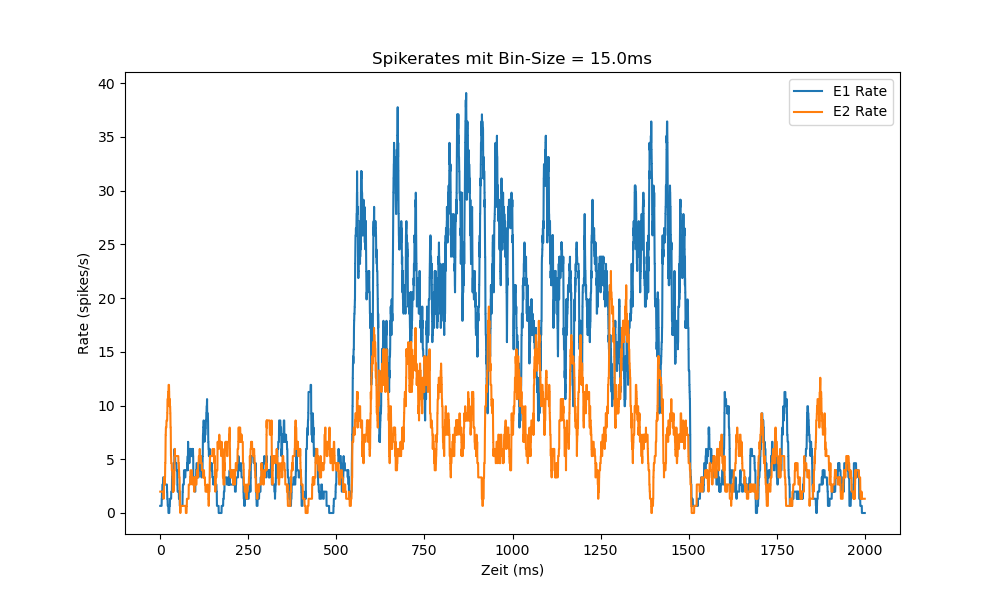 Spikerates mit Bin-Size = 15.0ms
E1 Rate
E2 Rate
Rate (spikes/s)
40
35
30
25
20
15
10
5
0
0 250 500 750 1000 1250 1500 1750 2000
Zeit (ms)